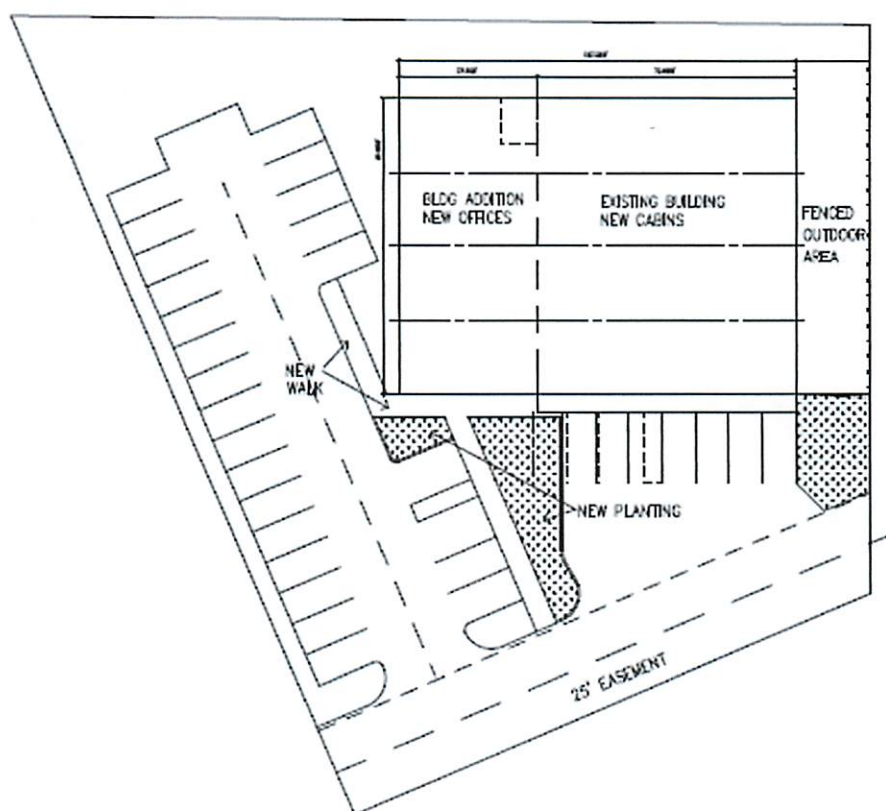 BLDG ADDITION
NEW OFFICES
EXISTING BUILDING
NEW CABINS
FENCED
OUTDOOR
AREA
NEW
WALK
NEW PLANTING
25' EASEMENT